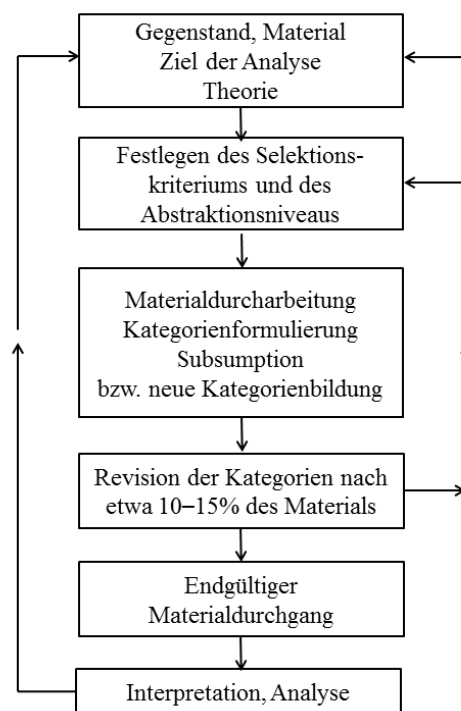 Gegenstand, Material
Ziel der Analyse
Theorie
Festlegen des Selektions-
kriteriums und des
Abstraktionsniveaus
Materialdurcharbeitung
Kategorienformulierung
Subsumption
bzw. neue Kategorienbildung
Revision der Kategorien nach
etwa 10–15% des Materials
Endgültiger
Materialdurchgang
Interpretation, Analyse